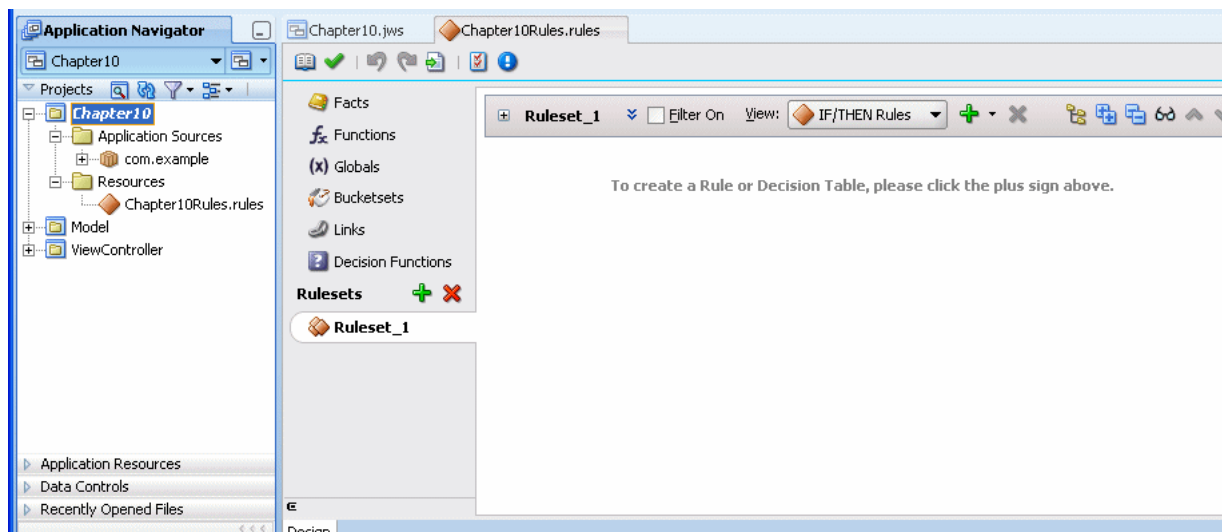 Application Navigator
Chapter10
Projects
Chapter10
Application Sources
com.example
Resources
Chapter10Rules.rules
Model
ViewController
Application Resources
Data Controls
Recently Opened Files
Chapter10.jws
Chapter10Rules.rules
Facts
fx Functions
(x) Globals
Bucketsets
Links
Decision Functions
Rulesets
Ruleset_1
Ruleset_1
Filter On
View:
IF/THEN Rules
To create a Rule or Decision Table, please click the plus sign above.
Design